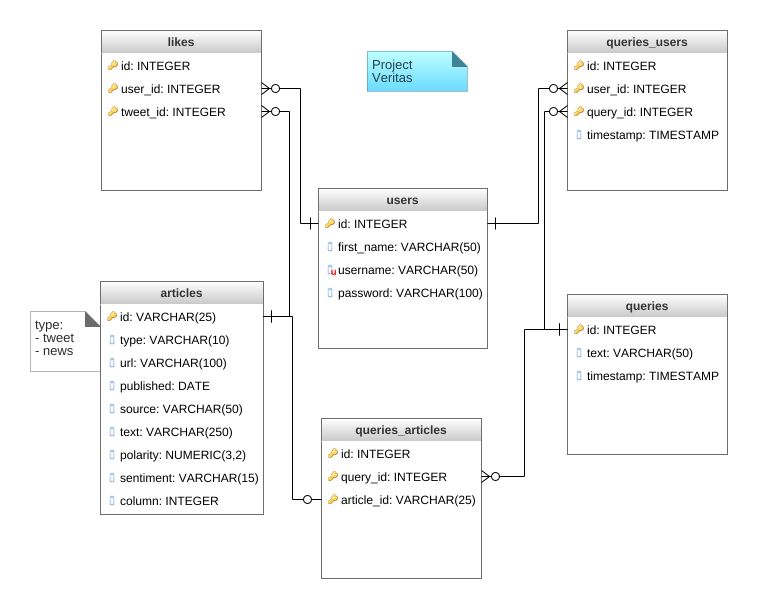 likes
id: INTEGER
user_id: INTEGER
tweet_id: INTEGER
Project
Veritas
queries_users
id: INTEGER
user_id: INTEGER
query_id: INTEGER
timestamp: TIMESTAMP
users
id: INTEGER
first_name: VARCHAR(50)
u username: VARCHAR(50)
password: VARCHAR(100)
type:
- tweet
- news
articles
id: VARCHAR(25)
type: VARCHAR(10)
url: VARCHAR(100)
published: DATE
source: VARCHAR(50)
text: VARCHAR(250)
polarity: NUMERIC(3,2)
sentiment: VARCHAR(15)
column: INTEGER
queries
id: INTEGER
text: VARCHAR(50)
timestamp: TIMESTAMP
queries_articles
id: INTEGER
query_id: INTEGER
article_id: VARCHAR(25)